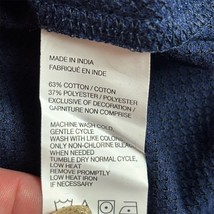 MADE IN INDIA
FABRIQUÉ EN INDE
63% COTTON / COTON
37% POLYESTER / POLYESTER
EXCLUSIVE OF DECORATION /
GARNITURE NON COMPRISE
MACHINE WASH COLD
GENTLE CYCLE
WASH WITH LIKE COLORS
ONLY NON-CHLORINE BLEACH
WHEN NEEDED
TUMBLE DRY NORMAL CYCLE,
LOW HEAT
REMOVE PROMPTLY
LOW HEAT IRON
IF NECESSARY